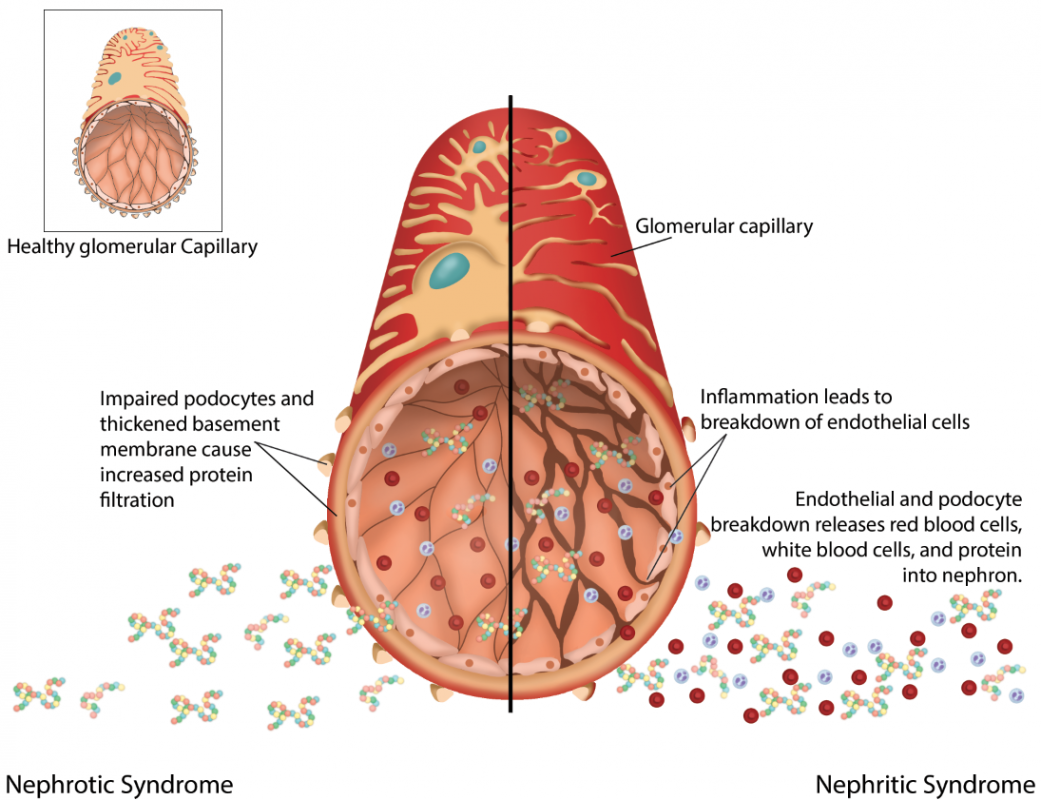 Healthy glomerular Capillary
Glomerular capillary
Impaired podocytes and
thickened basement
membrane cause
increased protein
filtration
Inflammation leads to
breakdown of endothelial cells
Endothelial and podocyte
breakdown releases red blood cells,
white blood cells, and protein
into nephron.
Nephrotic Syndrome
Nephritic Syndrome